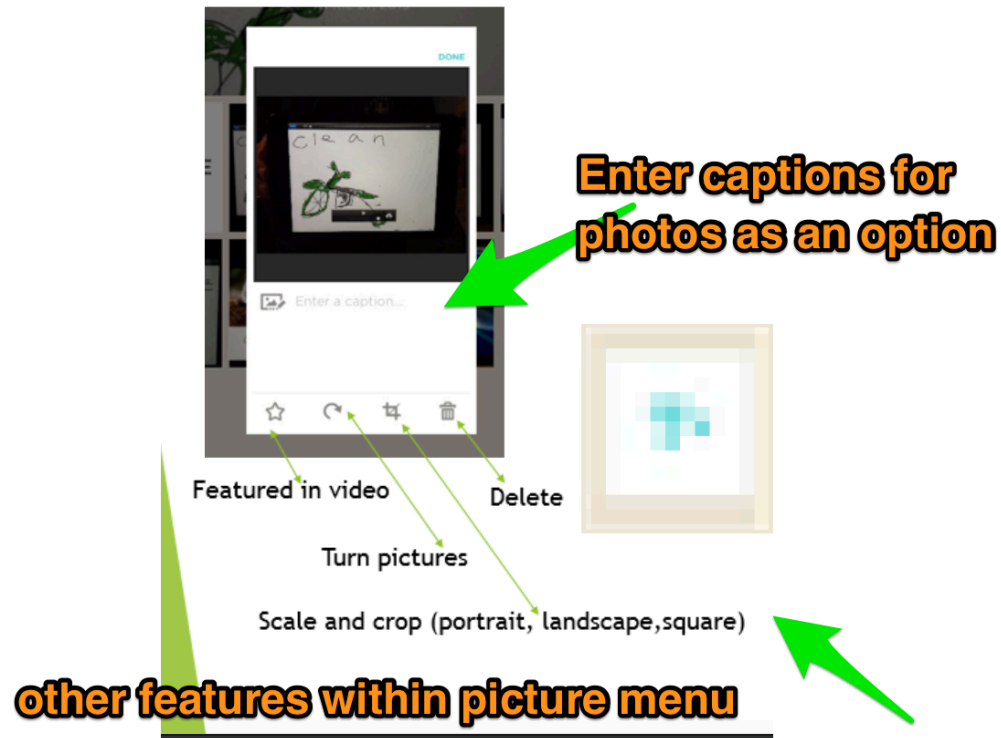 DONE
clean
Enter captions for
photos as an option
Enter a caption...
Featured in video
Delete
Turn pictures
Scale and crop (portrait, landscape,square)
other features within picture menu